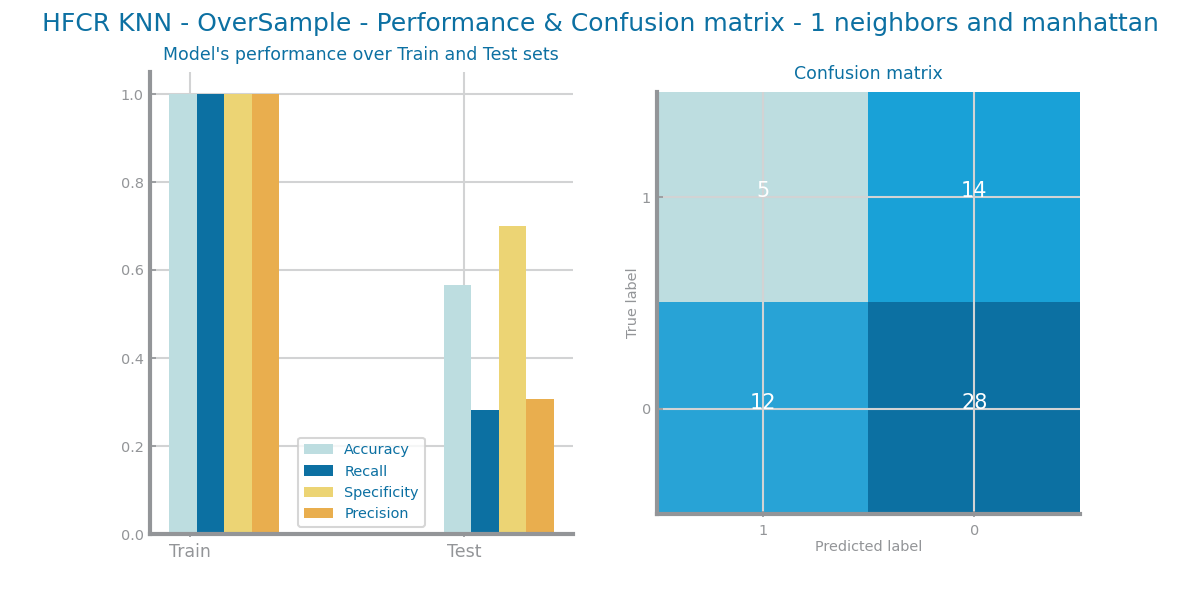 HFCR KNN - OverSample - Performance & Confusion matrix - 1 neighbors and manhattan
Model's performance over Train and Test sets
1.0
0.8
0.6
0.4
0.2
0.0
Train
Test
Accuracy
Recall
Specificity
Precision
Confusion matrix
True label
1
0
5
14
12
28
1
0
Predicted label